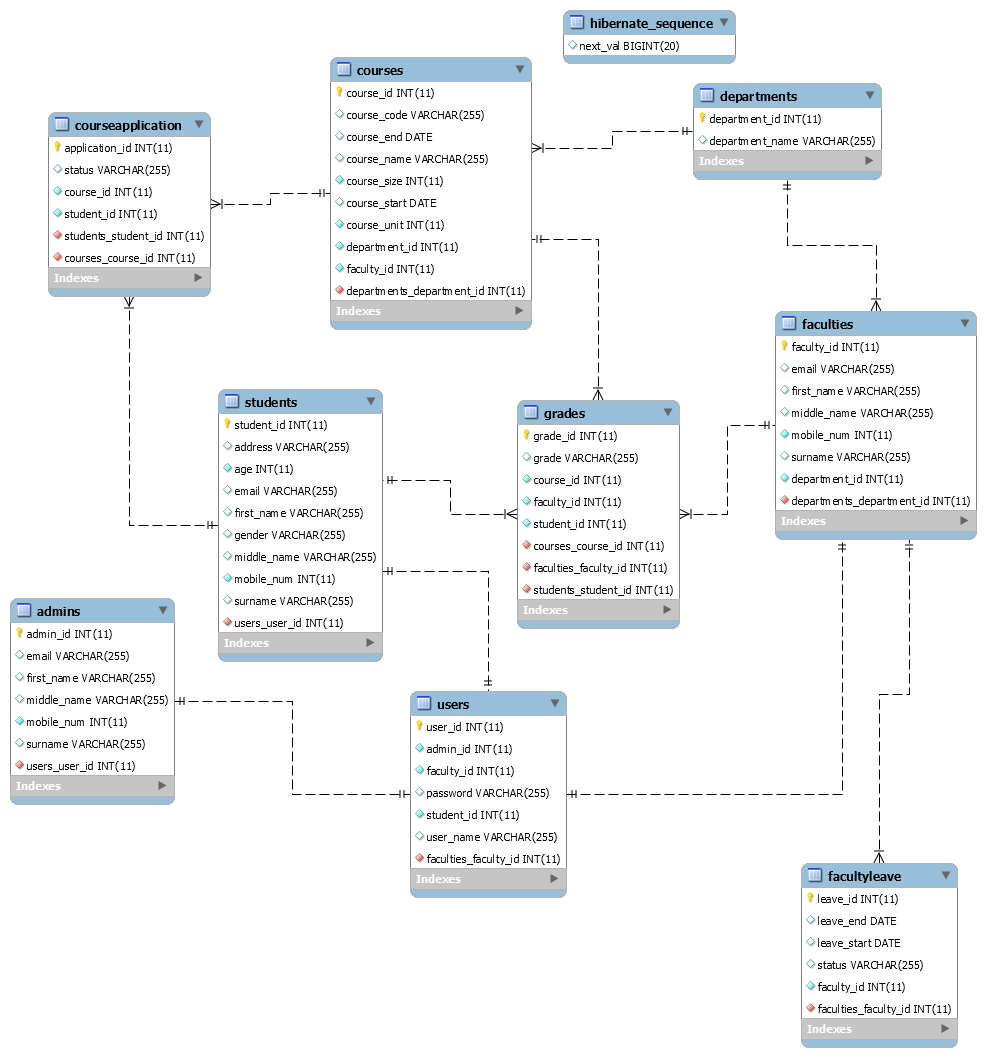 hibernate_sequence
next_val BIGINT(20)
courses
course_id INT(11)
course_code VARCHAR(255)
course_end DATE
course_name VARCHAR(255)
course_size INT(11)
course_start DATE
course_unit INT(11)
department_id INT(11)
faculty_id INT(11)
departments_department_id INT(11)
Indexes
departments
department_id INT(11)
department_name VARCHAR(255)
Indexes
courseapplication
application_id INT(11)
status VARCHAR(255)
course_id INT(11)
student_id INT(11)
students_student_id INT(11)
courses_course_id INT(11)
Indexes
faculties
faculty_id INT(11)
email VARCHAR(255)
first_name VARCHAR(255)
middle_name VARCHAR(255)
mobile_num INT(11)
surname VARCHAR(255)
department_id INT(11)
departments_department_id INT(11)
Indexes
students
student_id INT(11)
address VARCHAR(255)
age INT(11)
email VARCHAR(255)
first_name VARCHAR(255)
gender VARCHAR(255)
middle_name VARCHAR(255)
mobile_num INT(11)
surname VARCHAR(255)
users_user_id INT(11)
Indexes
grades
grade_id INT(11)
grade VARCHAR(255)
course_id INT(11)
faculty_id INT(11)
student_id INT(11)
courses_course_id INT(11)
faculties_faculty_id INT(11)
students_student_id INT(11)
Indexes
admins
admin_id INT(11)
email VARCHAR(255)
first_name VARCHAR(255)
middle_name VARCHAR(255)
mobile_num INT(11)
surname VARCHAR(255)
users_user_id INT(11)
Indexes
users
user_id INT(11)
admin_id INT(11)
faculty_id INT(11)
password VARCHAR(255)
student_id INT(11)
user_name VARCHAR(255)
faculties_faculty_id INT(11)
Indexes
factuliyleave
leave_id INT(11)
leave_end DATE
leave_start DATE
status VARCHAR(255)
faculty_id INT(11)
faculties_faculty_id INT(11)
Indexes